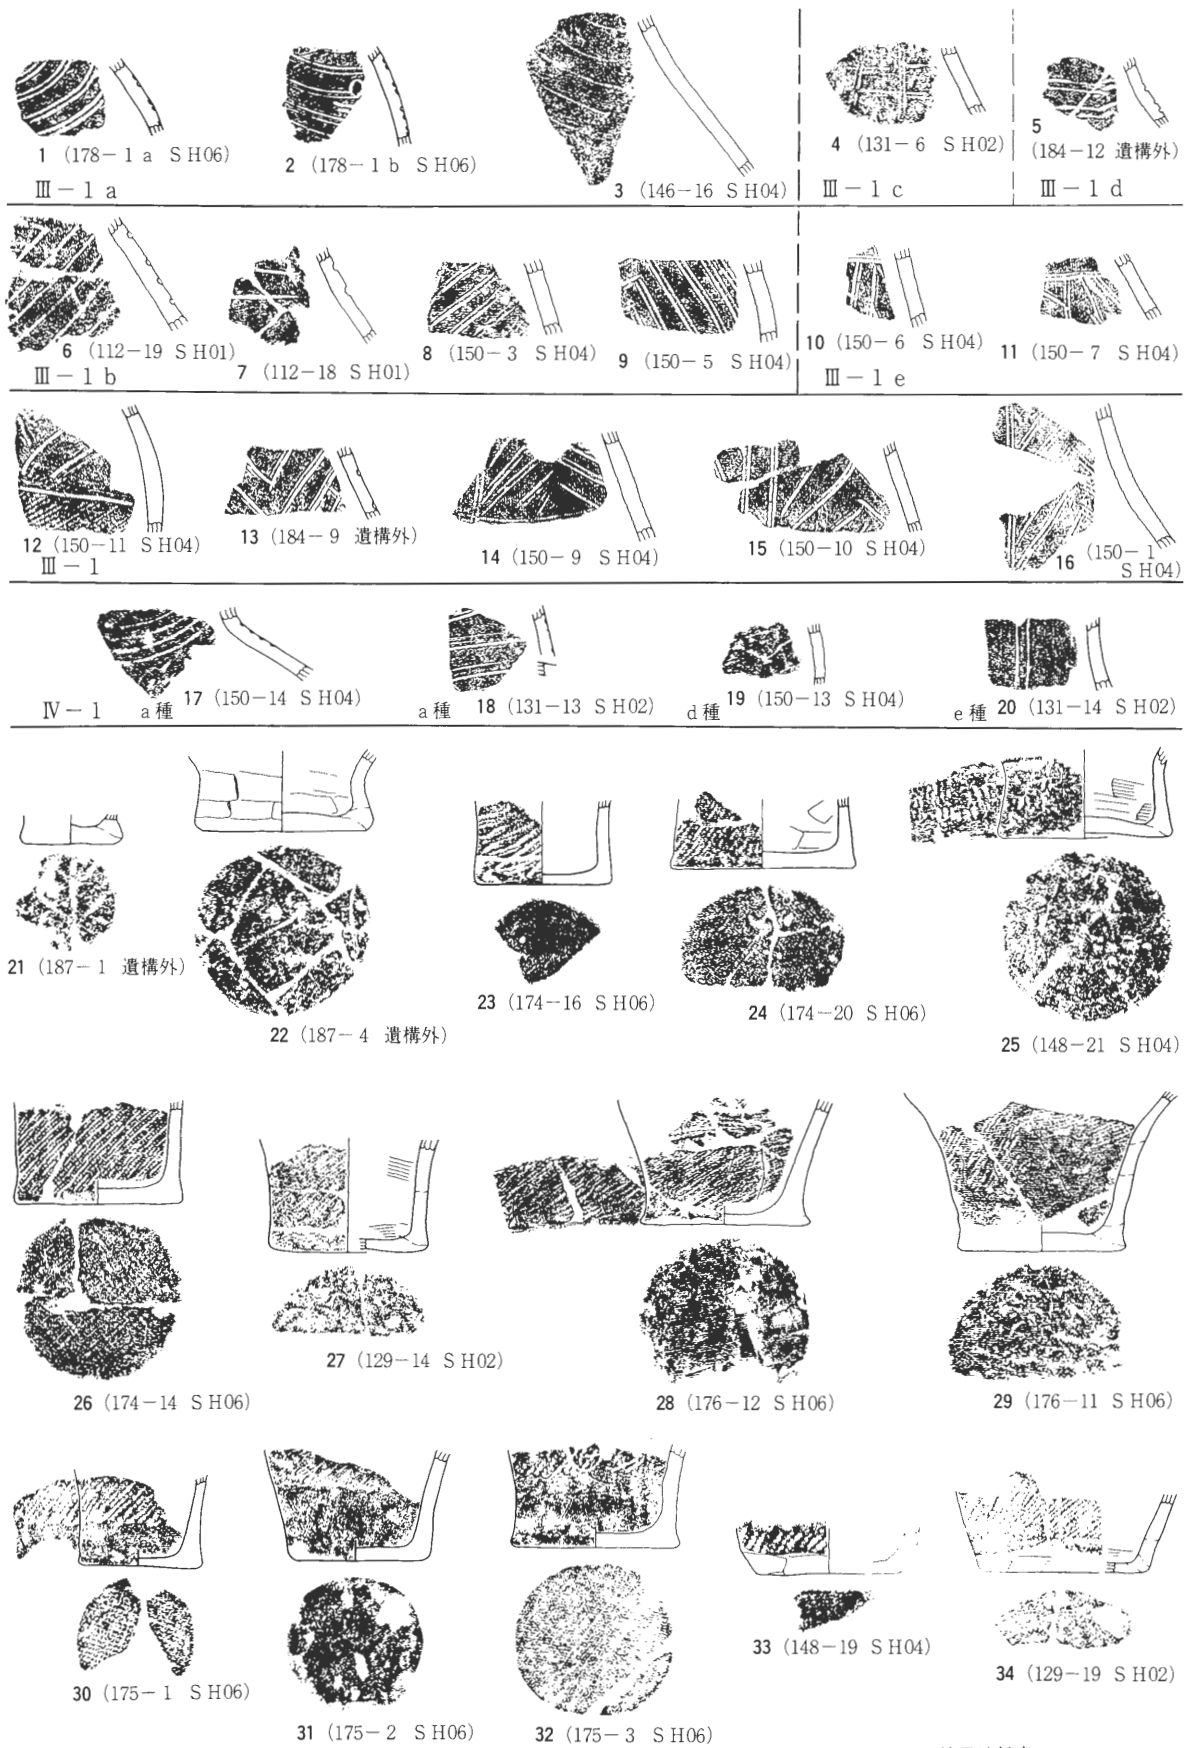 1 (178−1a SH06)
2 (178−1b SH06)
3 (146−16 SH04)
4 (131−6 SH02)
5
(184−12 遺構外)
Ⅲ−1a
Ⅲ−1c
Ⅲ−1d
6 (112−19 SH01)
7 (112−18 SH01)
8 (150−3 SH04)
9 (150−5 SH04)
10 (150−6 SH04)
11 (150−7 SH04)
Ⅲ−1b
Ⅲ−1e
12 (150−11 SH04)
13 (184−9 遺構外)
14 (150−9 SH04)
15 (150−10 SH04)
16 (150−1
SH04)
Ⅲ−1
17 (150−14 SH04)
18 (131−13 SH02)
19 (150−13 SH04)
20 (131−14 SH02)
Ⅳ−1 a種
a種
d種
e種
21 (187−1 遺構外)
22 (187−4 遺構外)
23 (174−16 SH06)
24 (174−20 SH06)
25 (148−21 SH04)
26 (174−14 SH06)
27 (129−14 SH02)
28 (176−12 SH06)
29 (176−11 SH06)
30 (175−1 SH06)
31 (175−2 SH06)
32 (175−3 SH06)
33 (148−19 SH04)
34 (129−19 SH02)